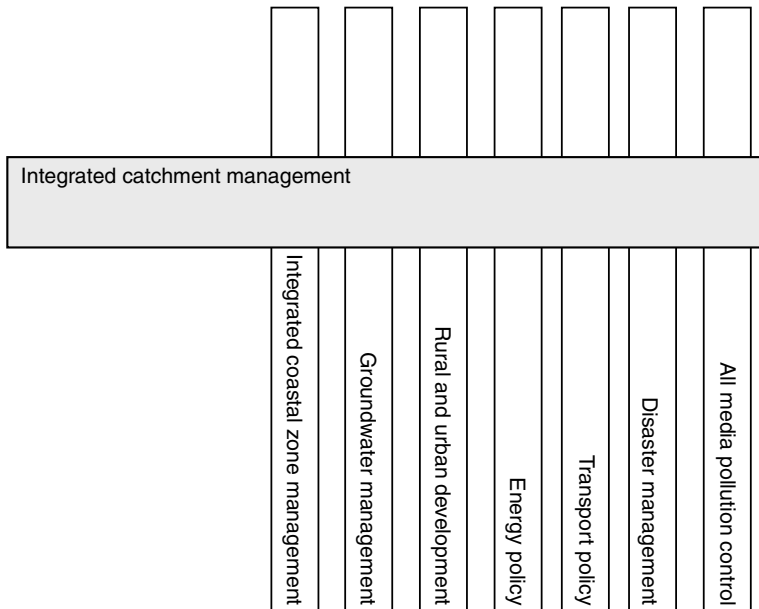 Integrated catchment management
Integrated coastal zone management
Groundwater management
Rural and urban development
Energy policy
Transport policy
Disaster management
All media pollution control